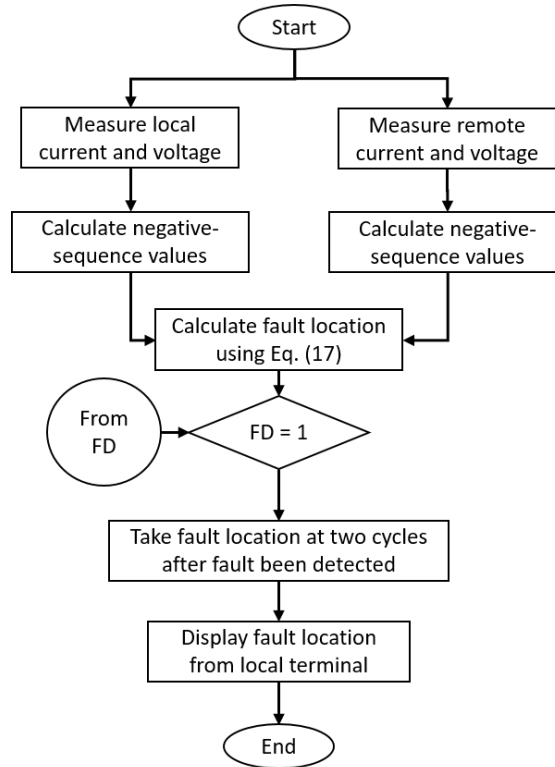 Start
Measure local
current and voltage
Measure remote
current and voltage
Calculate negative-
sequence values
Calculate negative-
sequence values
Calculate fault location
using Eq. (17)
From
FD
FD = 1
Take fault location at two cycles
after fault been detected
Display fault location
from local terminal
End